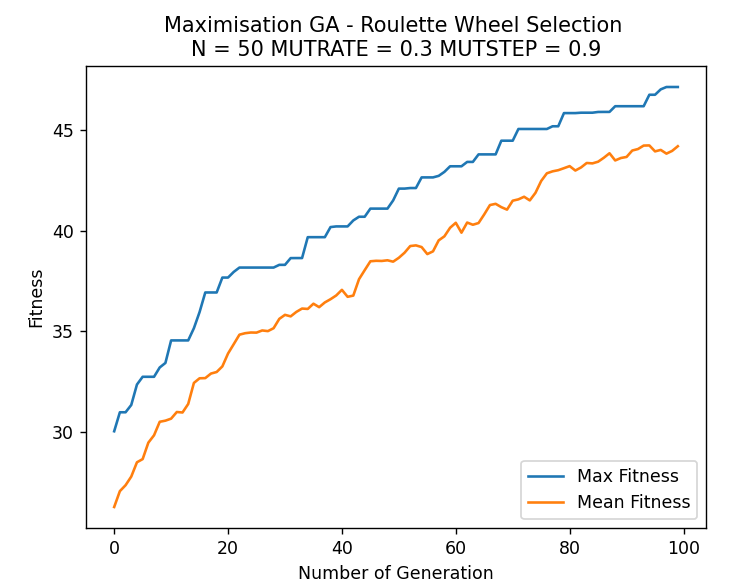 Maximisation GA - Roulette Wheel Selection
N = 50 MUTRATE = 0.3 MUTSTEP = 0.9
Fitness
45
40
35
30
Max Fitness
Mean Fitness
0 20 40 60 80 100
Number of Generation